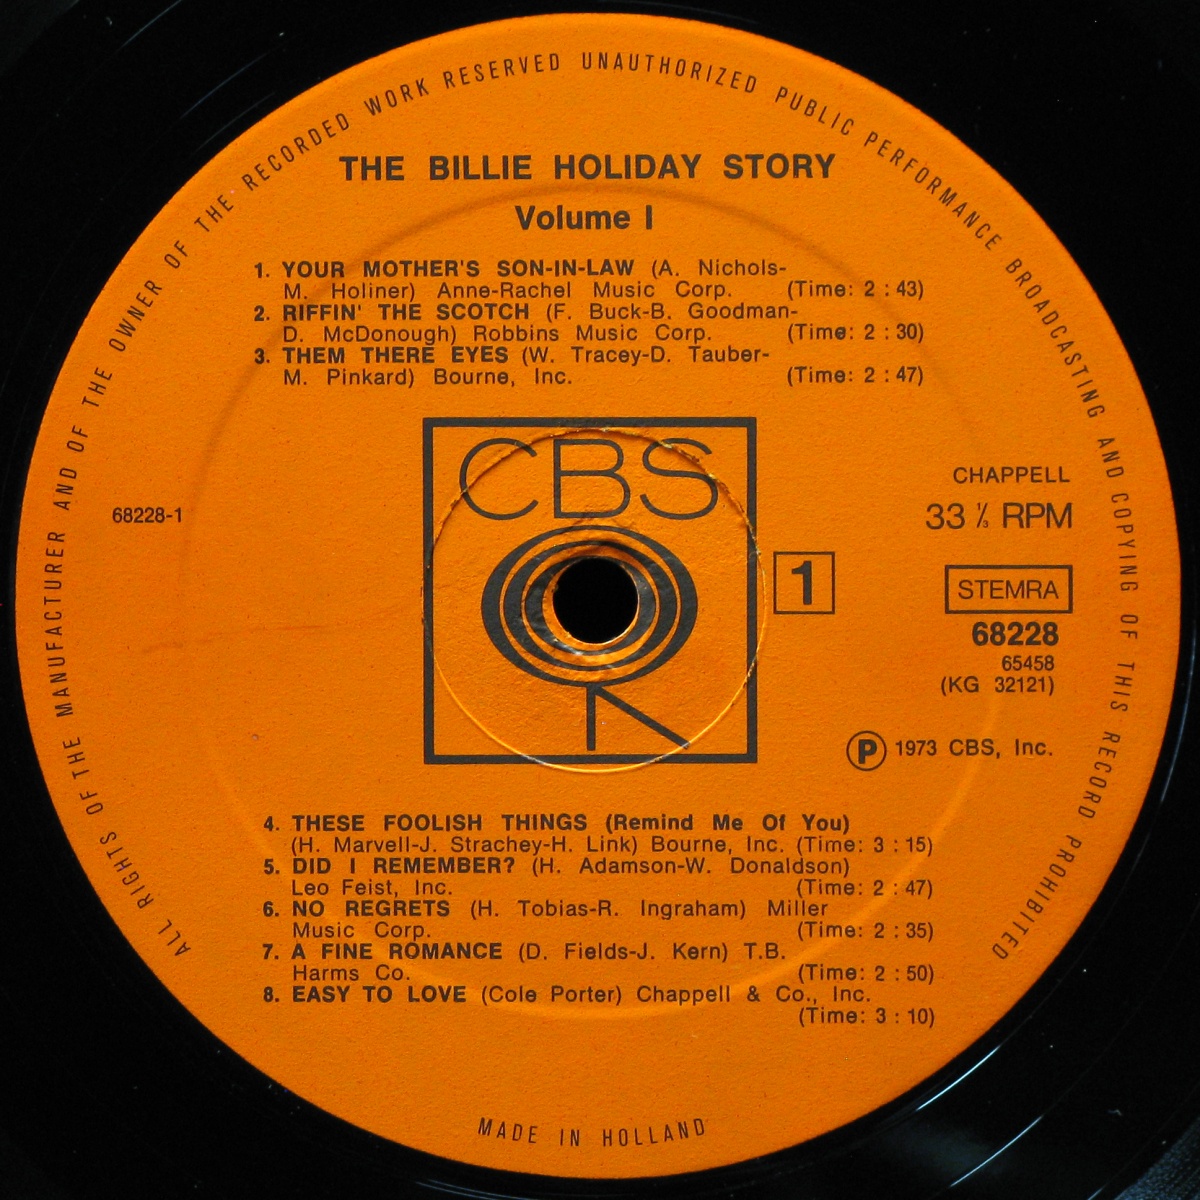 ALL RIGHTS OF THE MANUFACTURER AND OF THE OWNER OF THE RECORDED WORK RESERVED UNAUTHORIZED PUBLIC PERFORMANCE BROADCASTING AND COPYING OF THIS RECORD PROHIBITED
THE BILLIE HOLIDAY STORY
Volume I
1. YOUR MOTHER'S SON-IN-LAW (A. Nichols-
M. Holiner) Anne-Rachel Music Corp. (Time: 2 : 43)
2. RIFFIN' THE SCOTCH (F. Buck-B. Goodman-
D. McDonough) Robbins Music Corp. (Time: 2 : 30)
3. THEM THERE EYES (W. Tracey-D. Tauber-
M. Pinkard) Bourne, Inc. (Time: 2 : 47)
CBS
68228-1
CHAPPELL
33 ⅓ RPM
1
STEMRA
68228
65458
(KG 32121)
Ⓟ 1973 CBS, Inc.
4. THESE FOOLISH THINGS (Remind Me Of You)
(H. Marvell-J. Strachey-H. Link) Bourne, Inc. (Time: 3 : 15)
5. DID I REMEMBER? (H. Adamson-W. Donaldson)
Leo Feist, Inc. (Time: 2 : 47)
6. NO REGRETS (H. Tobias-R. Ingraham) Miller
Music Corp. (Time: 2 : 35)
7. A FINE ROMANCE (D. Fields-J. Kern) T.B.
Harms Co. (Time: 2 : 50)
8. EASY TO LOVE (Cole Porter) Chappell & Co., Inc.
(Time: 3 : 10)
MADE IN HOLLAND